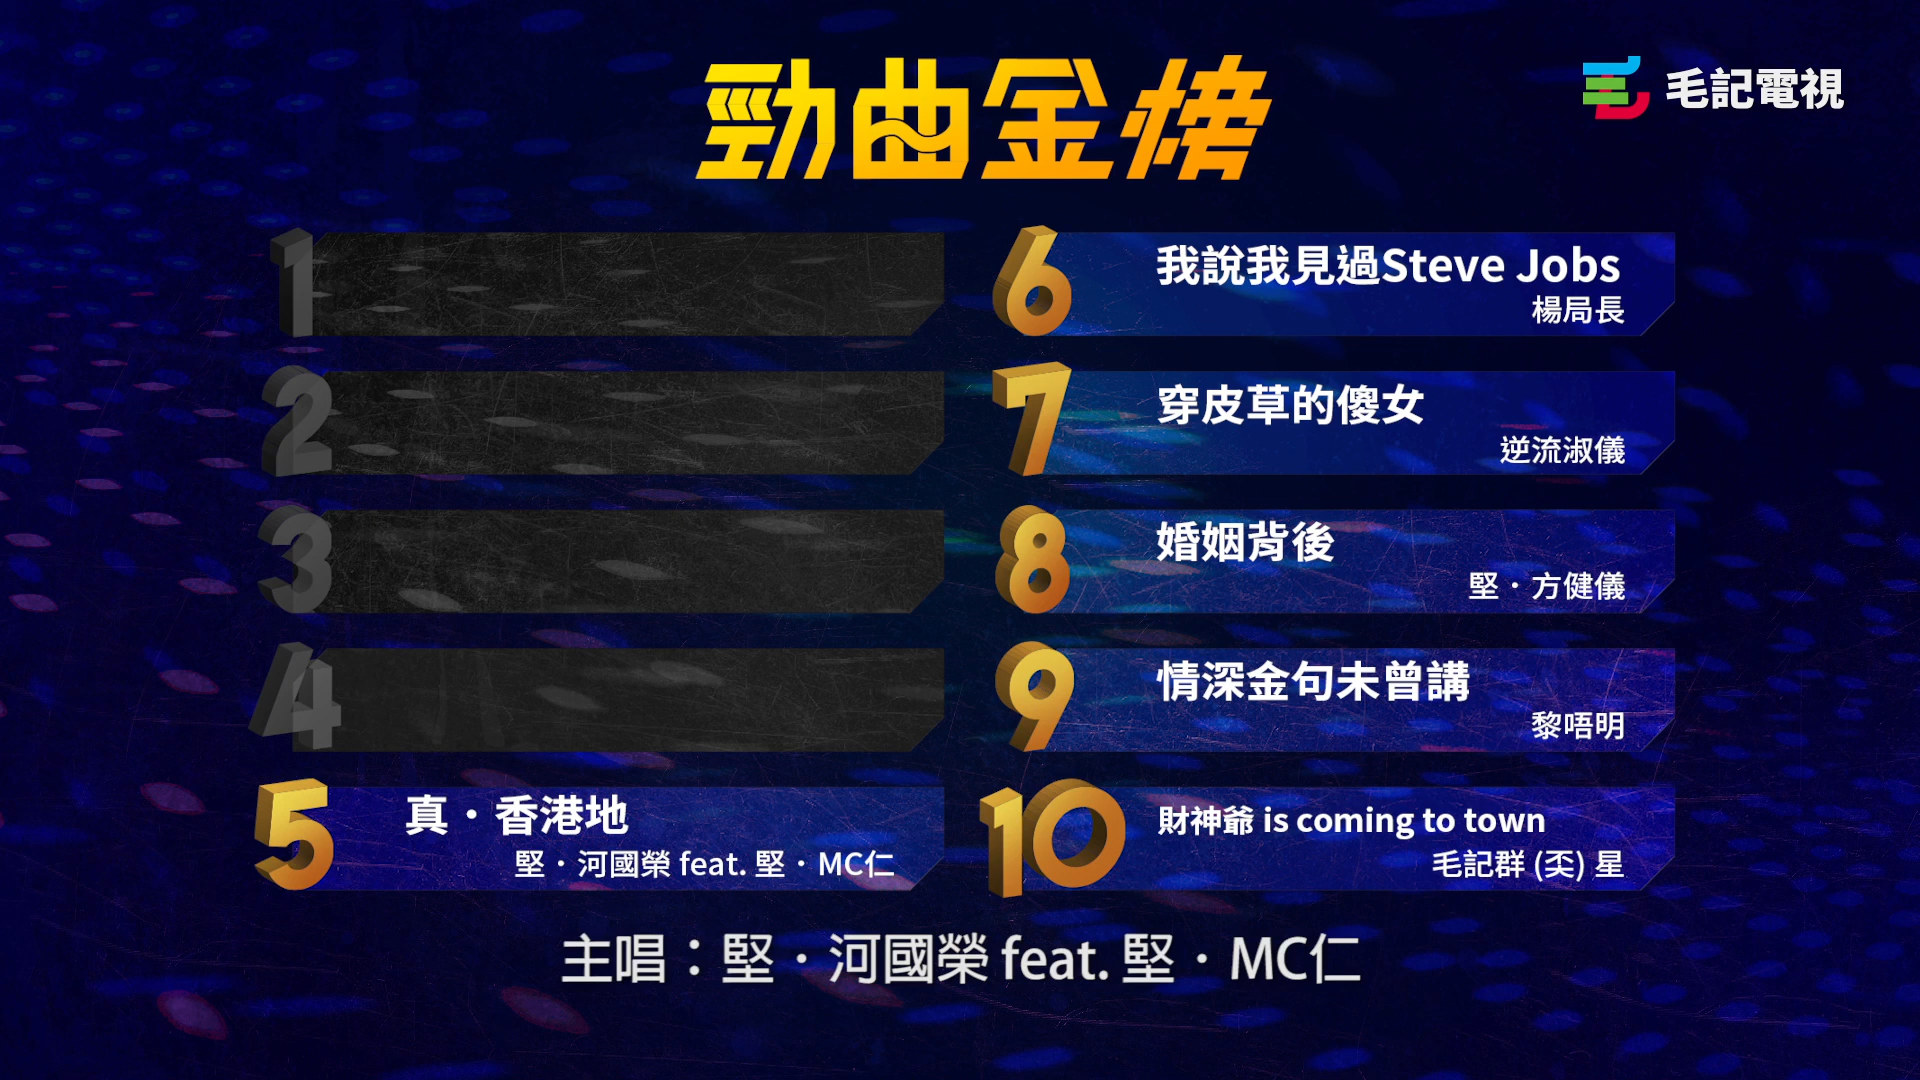 勁曲金榜
毛記電視
1
2
3
4
5
真・香港地
堅・河國榮 feat. 堅・MC仁
6
我說我見過Steve Jobs
楊局長
7
穿皮草的傻女
逆流淑儀
8
婚姻背後
堅・方健儀
9
情深金句未曾講
黎唔明
10
財神爺 is coming to town
毛記群 (奀) 星
主唱：堅・河國榮 feat. 堅・MC仁